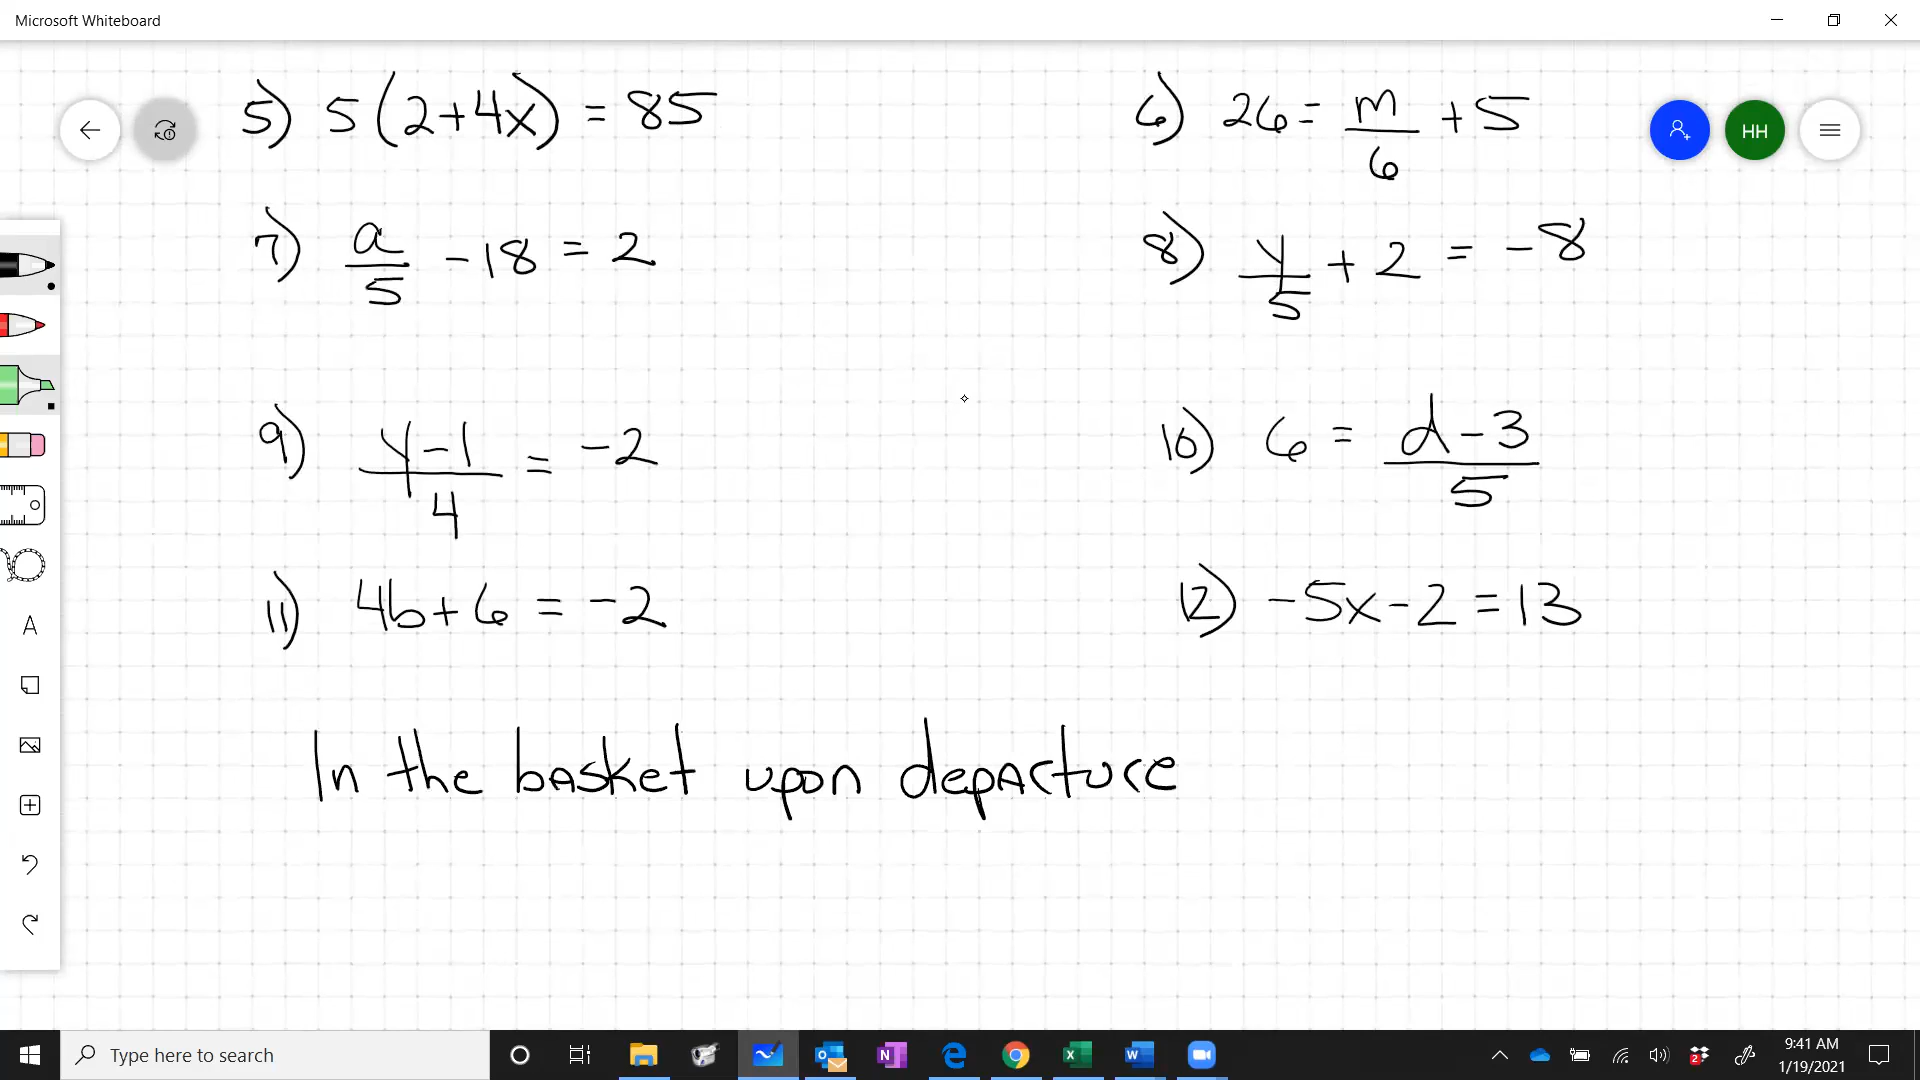 Microsoft Whiteboard
5) 5(2+4x) = 85
6) 26 = m/6 + 5
HH
7) a/5 - 18 = 2
8) y/5 + 2 = -8
9) y-1/4 = -2
10) 6 = d-3/5
11) 4b+6 = -2
12) -5x-2 = 13
In the basket upon departure
Type here to search
9:41 AM
1/19/2021